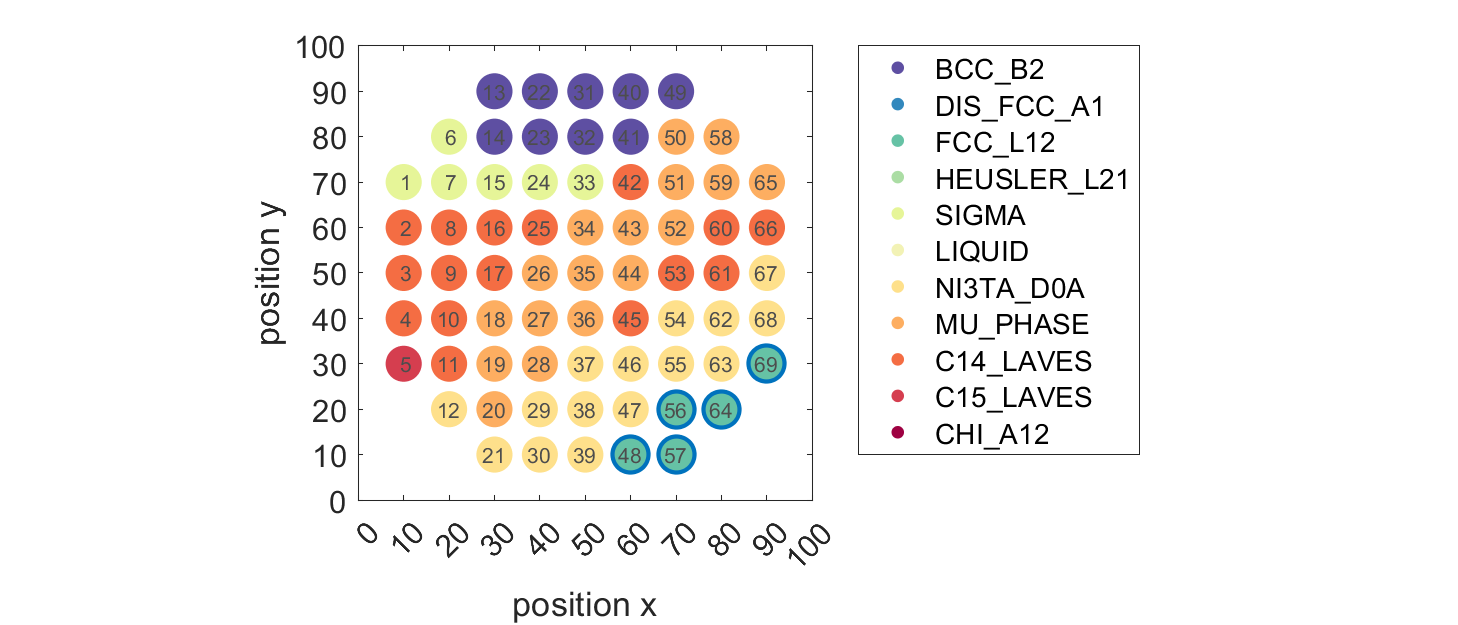 100
90
80
70
60
50
40
30
20
10
0
position y
13 22 31 40 49
6 14 23 32 41 50 58
1 7 15 24 33 42 51 59 65
2 8 16 25 34 43 52 60 66
3 9 17 26 35 44 53 61 67
4 10 18 27 36 45 54 62 68
5 11 19 28 37 46 55 63 69
12 20 29 38 47 56 64
21 30 39 48 57
0 10 20 30 40 50 60 70 80 90 100
position x
BCC_B2
DIS_FCC_A1
FCC_L12
HEUSLER_L21
SIGMA
LIQUID
NI3TA_D0A
MU_PHASE
C14_LAVES
C15_LAVES
CHI_A12